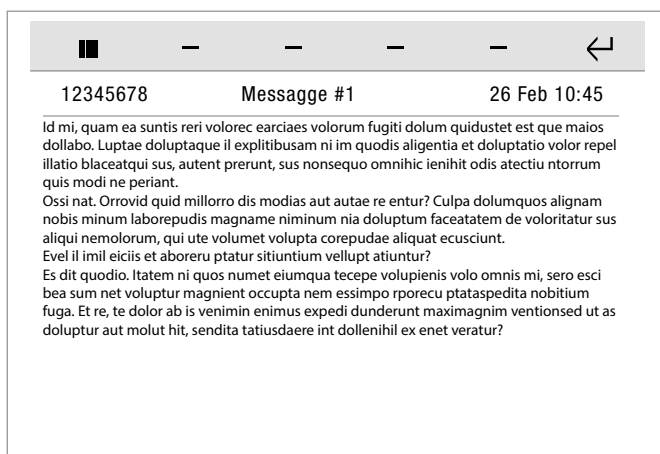 12345678 Messagge #1 26 Feb 10:45
Id mi, quam ea suntis reri volorec earciaes volorum fugiti dolum quidustet est que maios
dollabo. Luptae doluptaque il explitibusam ni im quodis aligentia et doluptatio volor repel
illatio blaceatqui sus, autent prerunt, sus nonsequo omnihic ienihit odis atectiu ntorrum
quis modi ne periant.
Ossi nat. Orrovid quid millorro dis modias aut autae re entur? Culpa dolumquos alignam
nobis minum laborepudis magname niminum nia doluptum faceatatem de voloritatur sus
aliqui nemolorum, qui ute volumet volupta corepudae aliquat ecusciunt.
Evel il imil eiciis et aboreru ptatur sitiuntium vellupt atiuntur?
Es dit quodio. Itatem ni quos numet eiumqua tecepe volupienis volo omnis mi, sero esci
bea sum net voluptur magnient occupta nem essimpo rporecu ptataspedita nobitium
fuga. Et re, te dolor ab is venimin enimus expedi dunderunt maximagnim ventionsed ut as
doluptur aut molut hit, sendita tatiusdaere int dollenihil ex enet veratur?